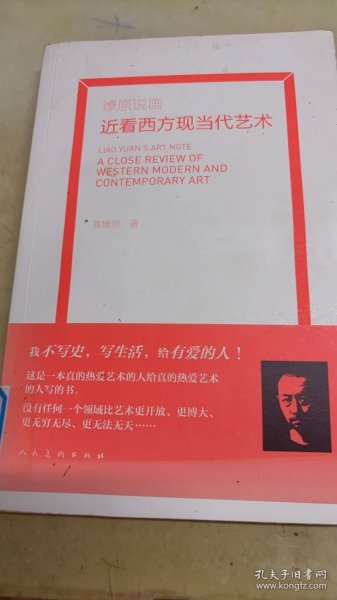 燎原说画
近看西方现当代艺术
LIAO YUAN'S ART NOTE
A CLOSE REVIEW OF
WESTERN MODERN AND
CONTEMPORARY ART
黄燎原 著
我不写史，写生活，给有爱的人！
这是一本真的热爱艺术的人给真的热爱艺术
的人写的书。
没有任何一个领域比艺术更开放、更博大、
更无穷无尽、更无法无天……
人民美术出版社
孔夫子旧书网
www.kongfz.com